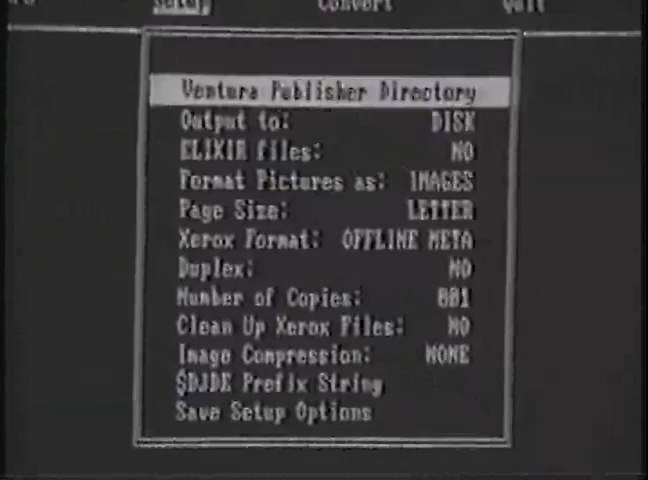 Setup Convert Quit
Ventura Publisher Directory
Output to: DISK
ELIXIR files: NO
Format Pictures as: IMAGES
Page Size: LETTER
Xerox Format: OFFLINE META
Duplex: NO
Number of Copies: 001
Clean Up Xerox Files: NO
Image Compression: NONE
$DJDE Prefix String
Save Setup Options